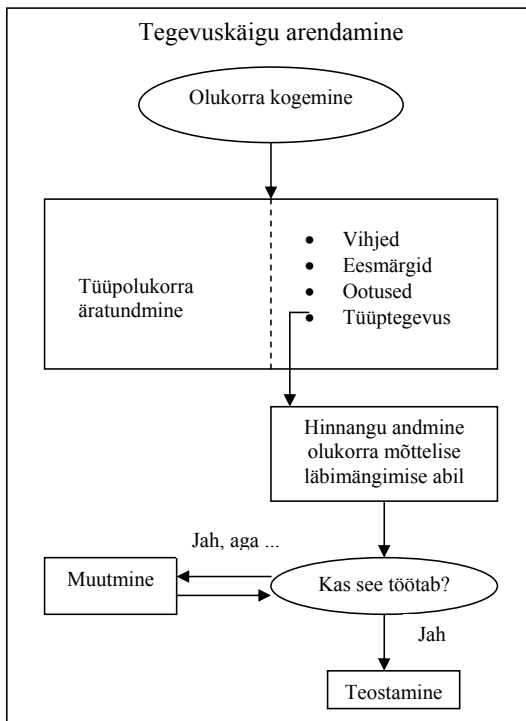 Tegevuskäigu arendamine
Olukorra kogemine
Tüüpolukorra
äratundmine
• Vihjed
• Eesmärgid
• Ootused
• Tüüptegevus
Hinnangu andmine
olukorra mõttelise
läbimängimise abil
Jah, aga ...
Muutmine
Kas see töötab?
Jah
Teostamine